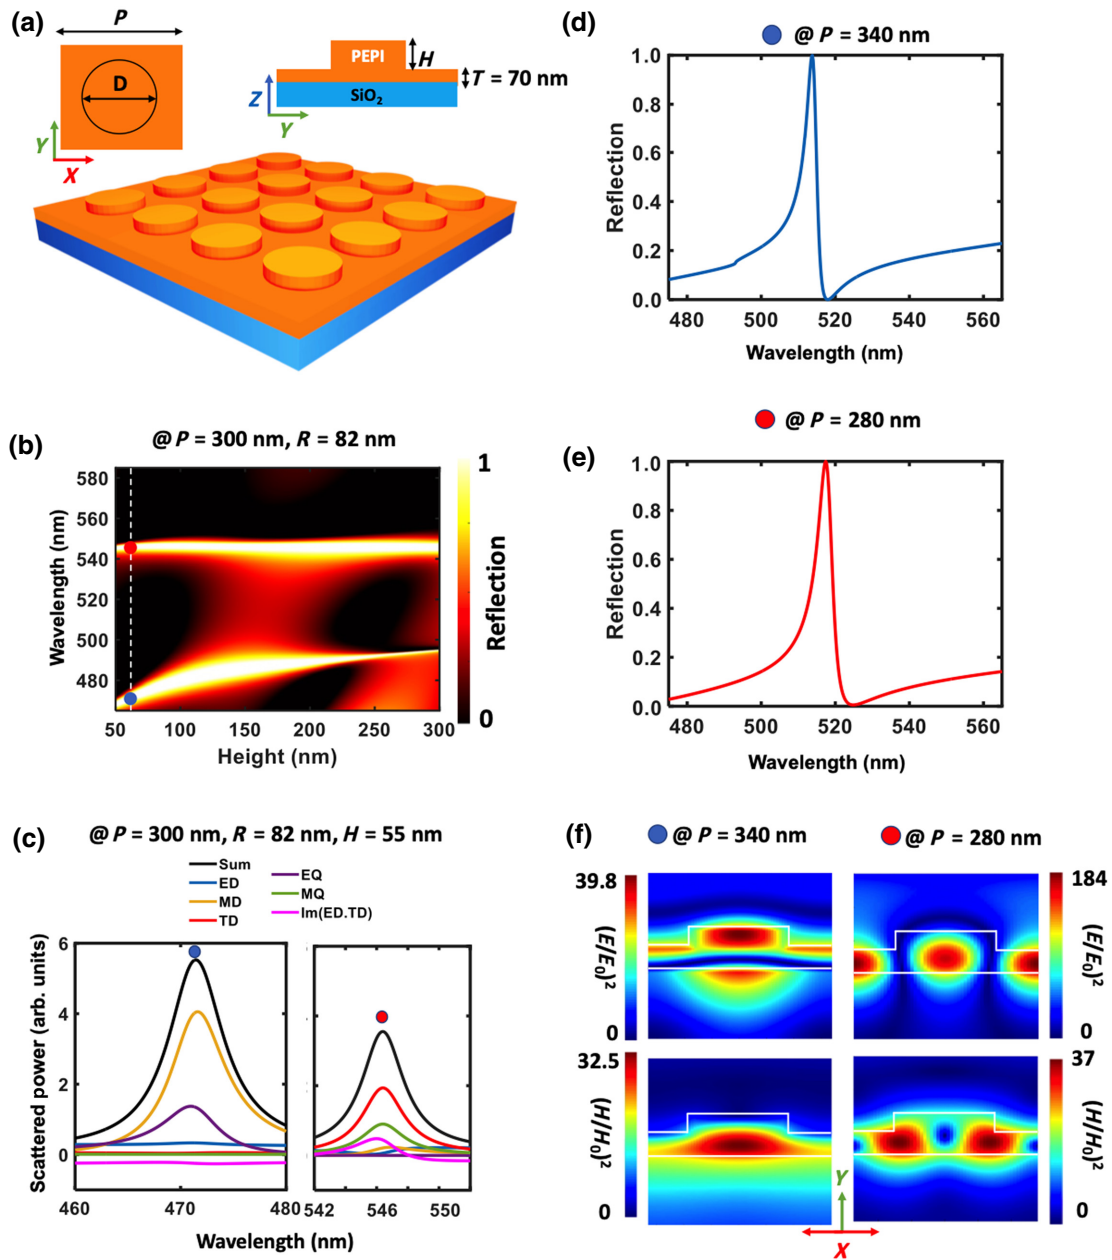 (a)
P
D
Y
X
PEPI
H
T = 70 nm
SiO₂
Z
Y
(b)
@ P = 300 nm, R = 82 nm
Wavelength (nm)
580
560
540
500
480
50
100
150
200
250
300
Height (nm)
1
0
Reflection
(c)
@ P = 300 nm, R = 82 nm, H = 55 nm
Sum
ED
MD
TD
EQ
MQ
Im(ED.TD)
Scattered power (arb. units)
6
4
2
0
460
470
480
542
546
550
Wavelength (nm)
(d)
@ P = 340 nm
Reflection
1.0
0.8
0.6
0.4
0.2
0.0
480
500
520
540
560
Wavelength (nm)
(e)
@ P = 280 nm
Reflection
1.0
0.8
0.6
0.4
0.2
0.0
480
500
520
540
560
Wavelength (nm)
(f)
@ P = 340 nm
@ P = 280 nm
39.8
(E/E₀)²
0
184
(E/E₀)²
0
32.5
(H/H₀)²
0
37
(H/H₀)²
0
Y
X